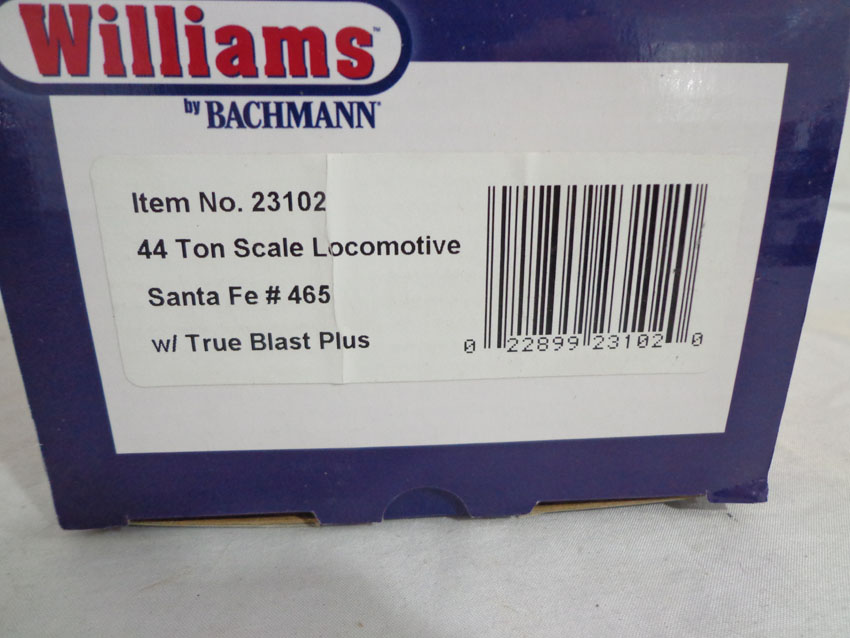 Williams™
by BACHMANN®
Item No. 23102
44 Ton Scale Locomotive
Santa Fe # 465
w/ True Blast Plus
0 22899 23102 0